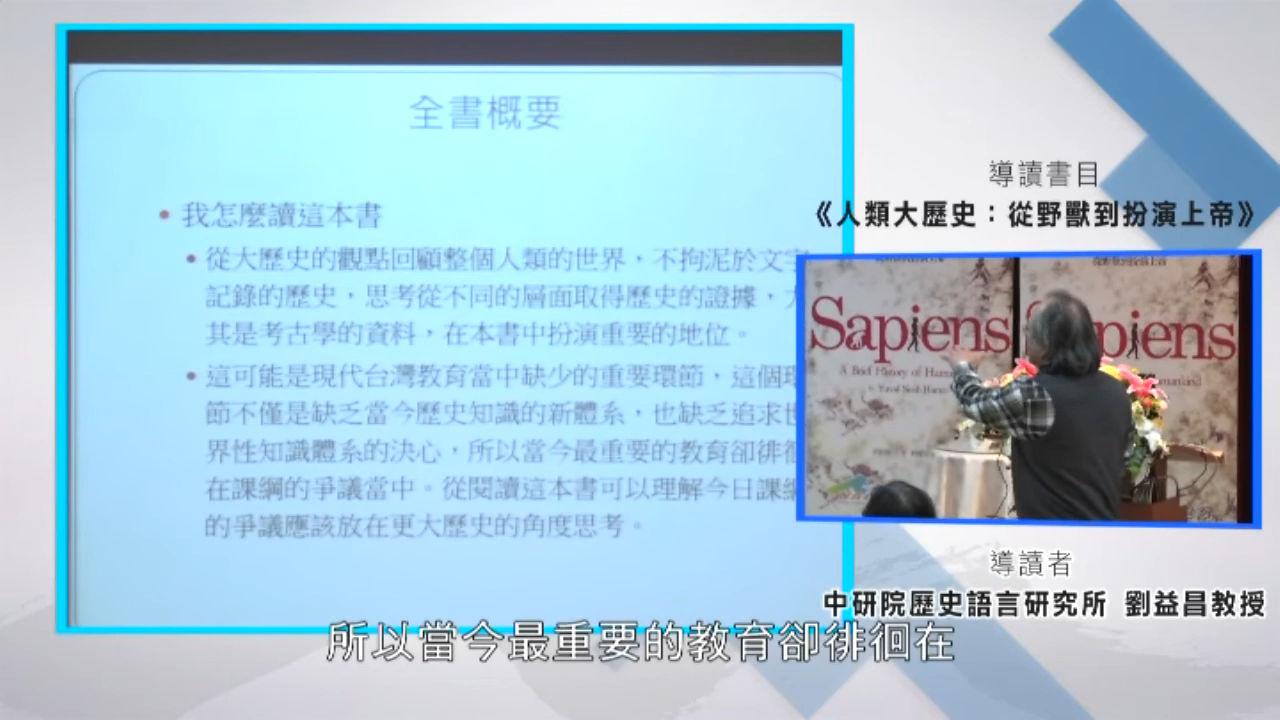 全書概要
我怎麼讀這本書
從大歷史的觀點回顧整個人類的世界，不拘泥於文字
記錄的歷史，思考從不同的層面取得歷史的證據，尤
其是考古學的資料，在本書中扮演重要的地位。
這可能是現代台灣教育當中缺少的重要環節，這個環
節不僅是缺乏當今歷史知識的新體系，也缺乏追求世
界性知識體系的決心，所以當今最重要的教育卻徘徊
在課綱的爭議當中。從閱讀這本書可以理解今日課綱
的爭議應該放在更大歷史的角度思考。
導讀書目
《人類大歷史：從野獸到扮演上帝》
Sapiens
A Brief History of Huma
by Yuval Noah Harari
apiens
umankind
導讀者
中研院歷史語言研究所 劉益昌教授
所以當今最重要的教育卻徘徊在